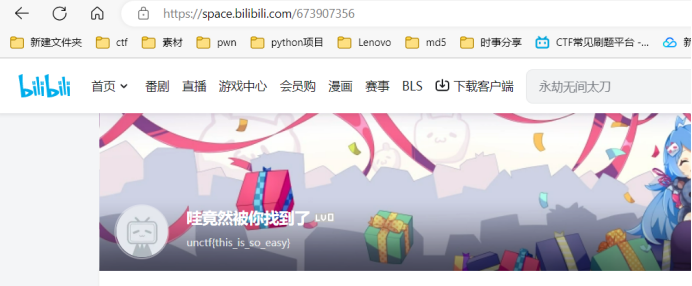 https://space.bilibili.com/673907356
新建文件夹 ctf 素材 pwn python项目 Lenovo md5 时事分享 CTF常见刷题平台 -... 新
bilibili 首页 番剧 直播 游戏中心 会员购 漫画 赛事 BLS 下载客户端 永劫无间太刀
哇竟然被你找到了 LV0
unctf{this_is_so_easy}